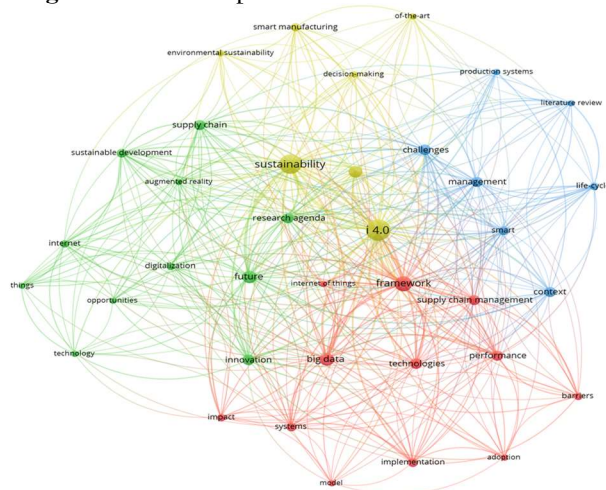 of-the-art
smart manufacturing
environmental sustainability
decision-making
production systems
literature review
supply chain
challenges
sustainable development
sustainability
augmented reality
management
life-cycl
research agenda
i 4.0
smart
internet
digitalization
future
internet of things
framework
things
opportunities
supply chain management
context
technology
innovation
big data
technologies
performance
barriers
impact
systems
implementation
adoption
model